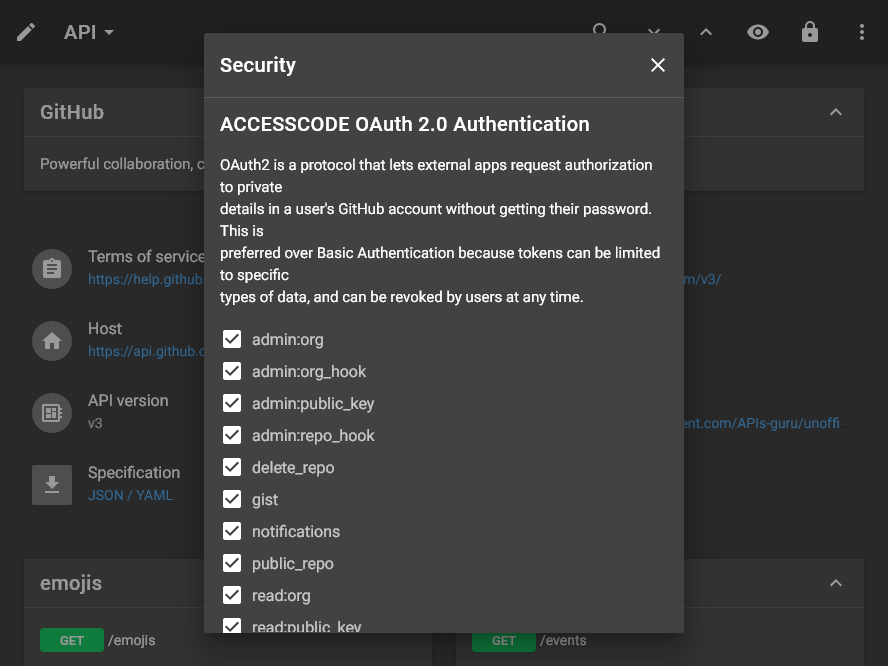 API
Security
GitHub
ACCESSCODE OAuth 2.0 Authentication
Powerful collaboration, c
OAuth2 is a protocol that lets external apps request authorization
to private
details in a user's GitHub account without getting their password.
This is
preferred over Basic Authentication because tokens can be limited
to specific
types of data, and can be revoked by users at any time.
Terms of service
https://help.github.
m/v3/
Host
https://api.github.c
API version
v3
ent.com/APIs-guru/unoffi
Specification
JSON / YAML
admin:org
admin:org_hook
admin:public_key
admin:repo_hook
delete_repo
gist
notifications
public_repo
read:org
read:public_key
emojis
GET /emojis
GET /events